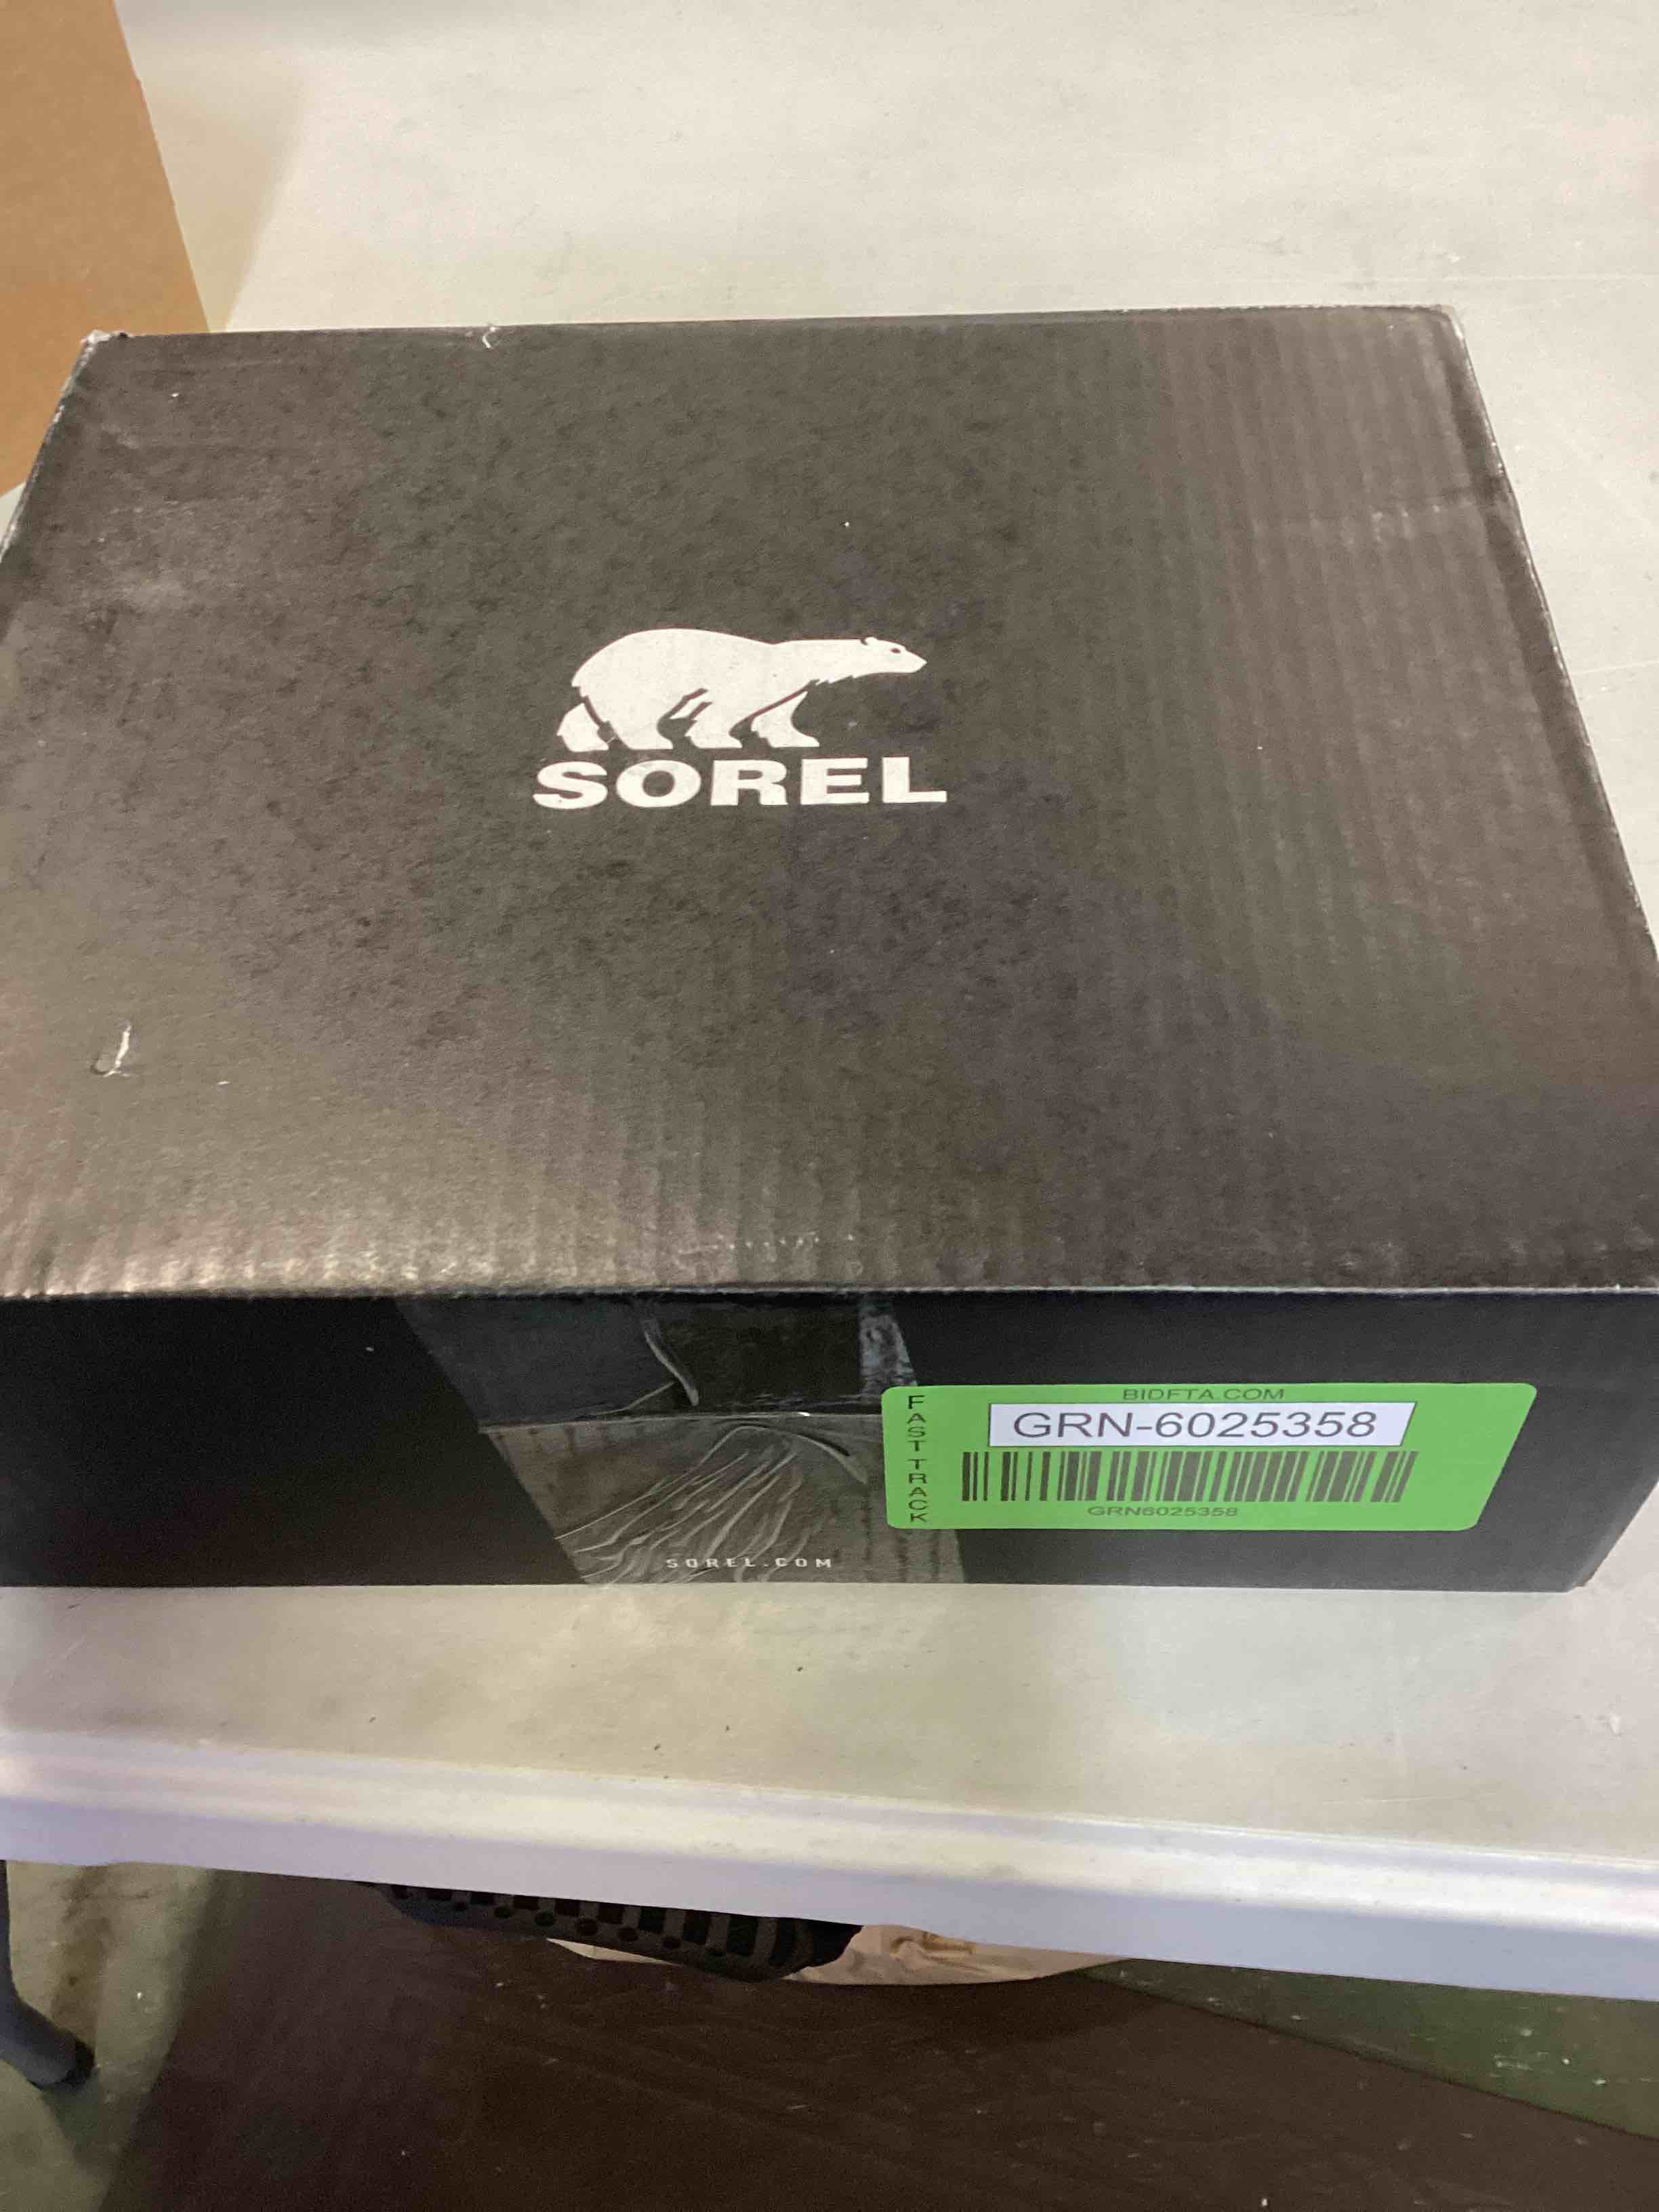 SOREL
BIDFTA.COM
FAST TRACK
GRN-6025358
GRN6025358
SOREL.COM